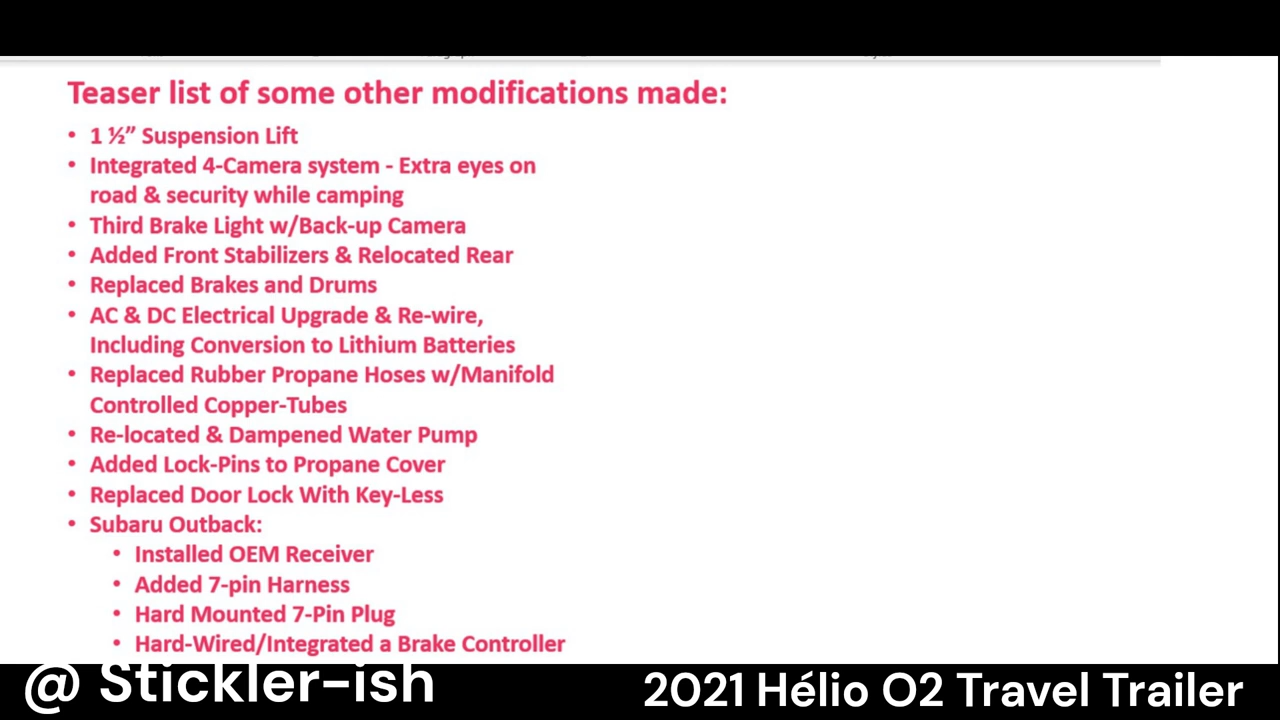 Teaser list of some other modifications made:
• 1 ½” Suspension Lift
• Integrated 4-Camera system - Extra eyes on
road & security while camping
• Third Brake Light w/Back-up Camera
• Added Front Stabilizers & Relocated Rear
• Replaced Brakes and Drums
• AC & DC Electrical Upgrade & Re-wire,
Including Conversion to Lithium Batteries
• Replaced Rubber Propane Hoses w/Manifold
Controlled Copper-Tubes
• Re-located & Dampened Water Pump
• Added Lock-Pins to Propane Cover
• Replaced Door Lock With Key-Less
• Subaru Outback:
• Installed OEM Receiver
• Added 7-pin Harness
• Hard Mounted 7-Pin Plug
• Hard-Wired/Integrated a Brake Controller
@ Stickler-ish
2021 Hélio O2 Travel Trailer